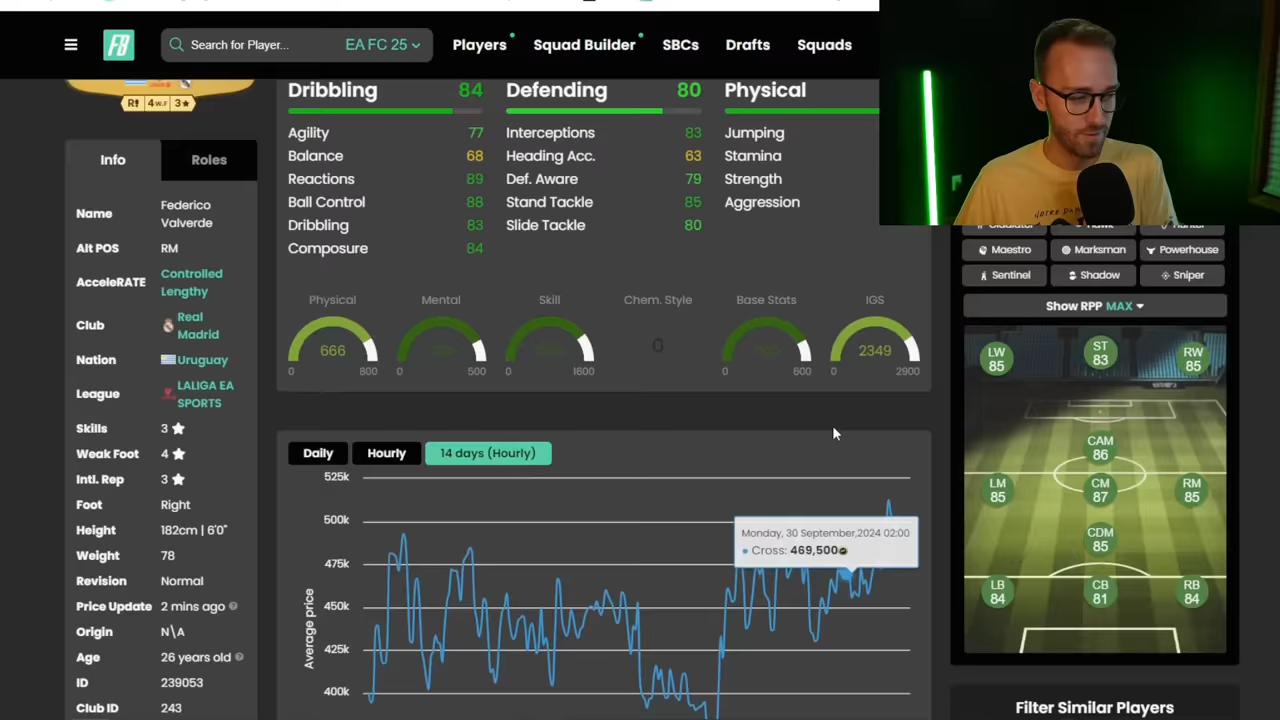 FB
Search for Player...
EA FC 25
Players
Squad Builder
SBCs
Drafts
Squads
R
4 W.F
3★
Info
Roles
Name
Federico
Valverde
Alt POS
RM
AcceleRATE
Controlled
Lengthy
Club
Real
Madrid
Nation
Uruguay
League
LALIGA EA
SPORTS
Skills
3 ★
Weak Foot
4 ★
Intl. Rep
3 ★
Foot
Right
Height
182cm | 6'0"
Weight
78
Revision
Normal
Price Update
2 mins ago
Origin
N\A
Age
26 years old
ID
239053
Club ID
243
Dribbling 84
Agility 77
Balance 68
Reactions 89
Ball Control 88
Dribbling 83
Composure 84
Defending 80
Interceptions 83
Heading Acc. 63
Def. Aware 79
Stand Tackle 85
Slide Tackle 80
Physical
Jumping
Stamina
Strength
Aggression
Physical
666
0 800
Mental
0 500
Skill
0 1600
Chem. Style
0
Base Stats
0 600
IGS
2349
0 2900
Daily
Hourly
14 days (Hourly)
Average price
525k
500k
475k
450k
425k
400k
Monday, 30 September,2024 02:00
Cross: 469,500
NOTRE DA
Gladiator
Hawk
Hunter
Maestro
Marksman
Powerhouse
Sentinel
Shadow
Sniper
Show RPP MAX
LW
85
ST
83
RW
85
CAM
86
LM
85
CM
87
RM
85
CDM
85
LB
84
CB
81
RB
84
Filter Similar Players